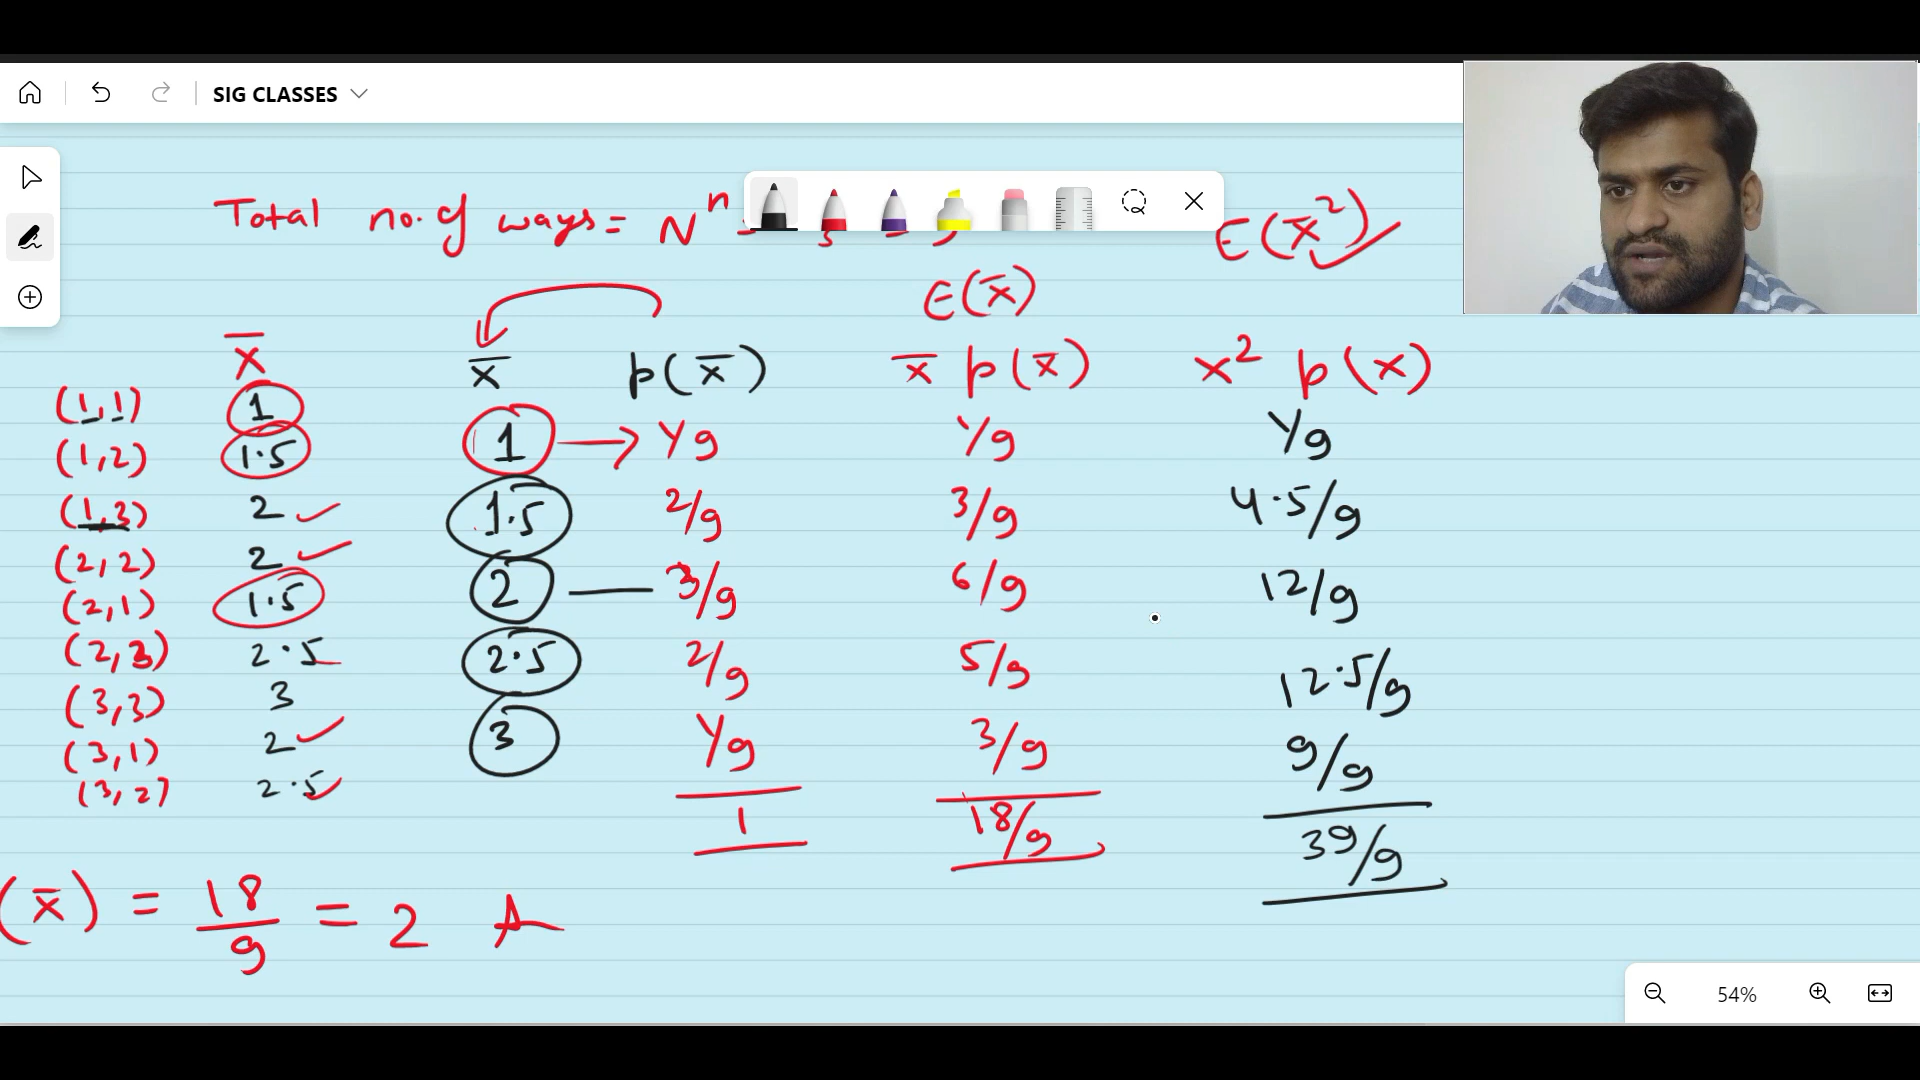 SIG CLASSES
Total no. of ways = Nⁿ =
E(x̄²)
E(x̄)
x̄
x̄ p(x̄) x̄ p(x̄) x² p(x)
(1,1) 1 1 1/9 1/9 1/9
(1,2) 1.5 1.5 2/9 3/9 4.5/9
(1,3) 2 2 3/9 6/9 12/9
(2,2) 2
(2,1) 1.5
(2,3) 2.5 2.5 2/9 5/9 12.5/9
(3,3) 3 3 1/9 3/9 9/9
(3,1) 2
(3,2) 2.5
1 18/9 39/9
(x̄) = 18/9 = 2 A
54%